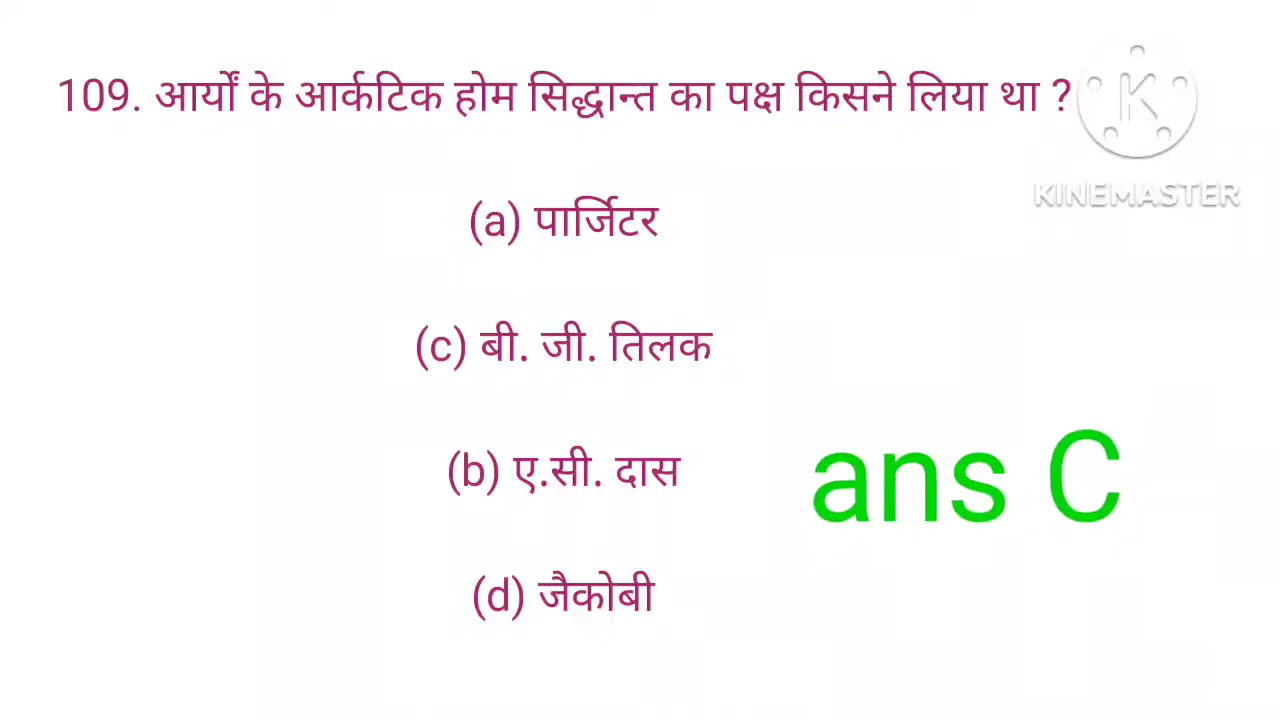 109. आर्यों के आर्कटिक होम सिद्धान्त का पक्ष किसने लिया था ?
K
KINEMASTER
(a) पार्जिटर
(c) बी. जी. तिलक
(b) ए.सी. दास
ans C
(d) जैकोबी